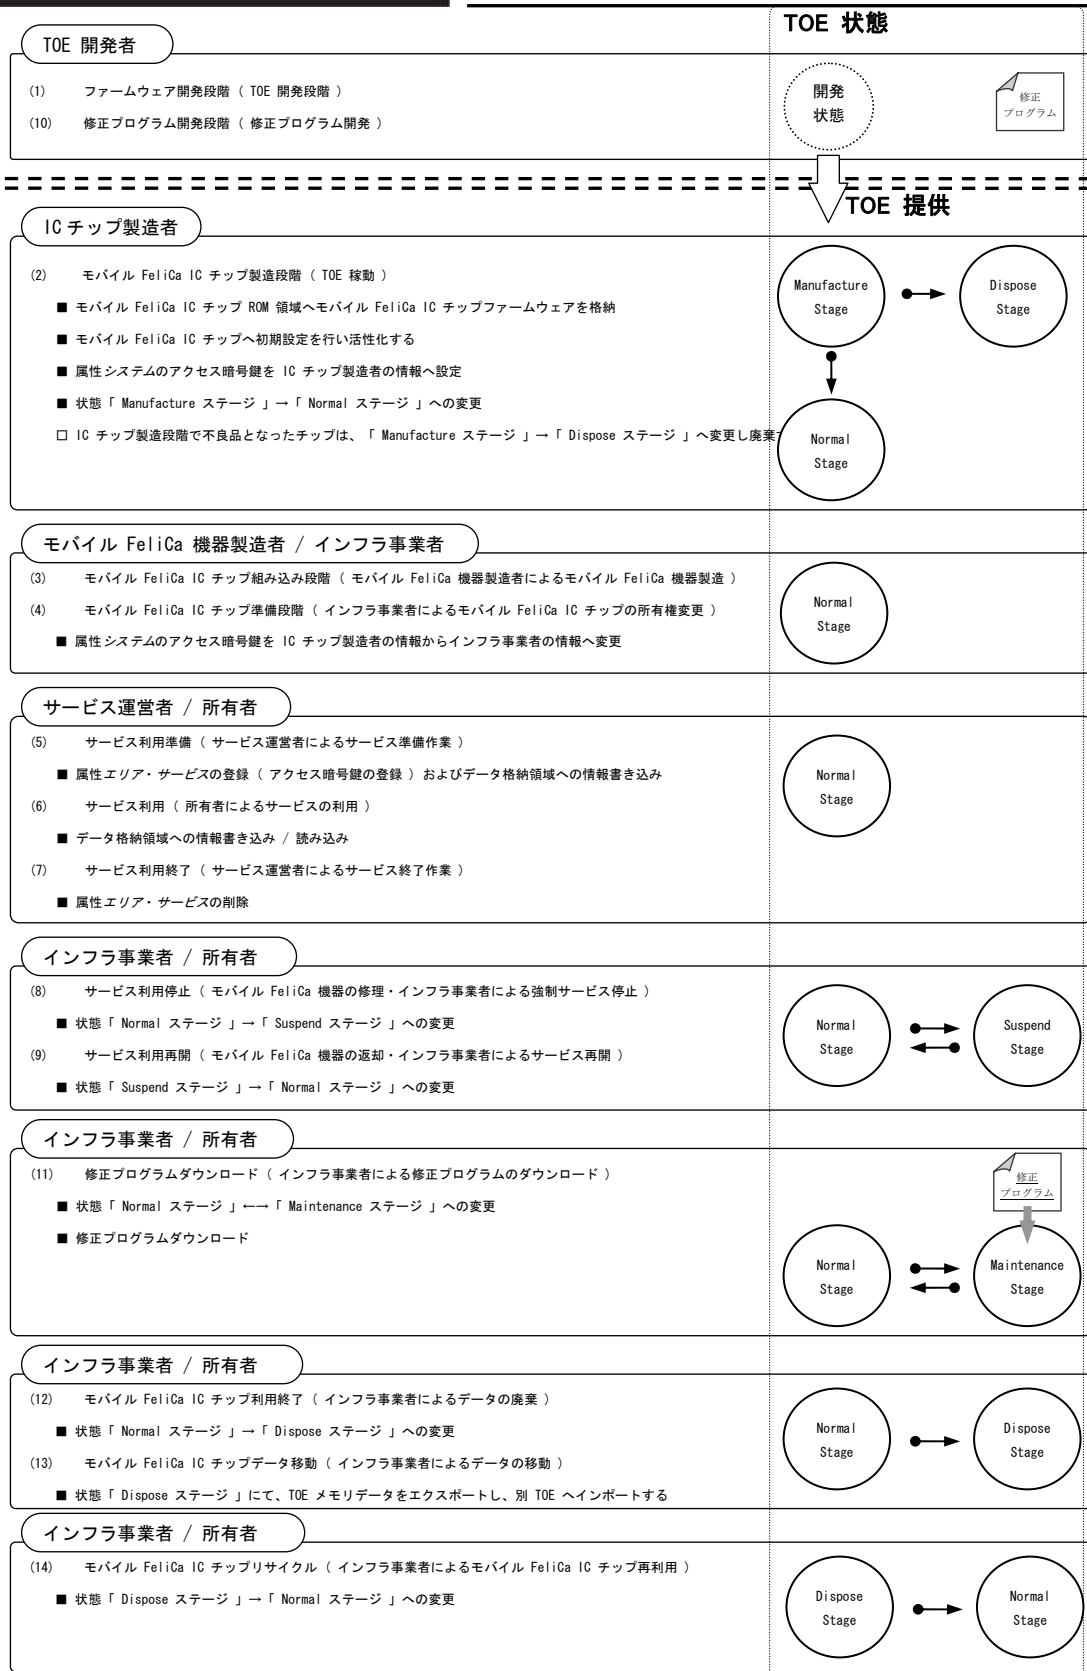 TOE 状態
TOE 開発者
(1) ファームウェア開発段階（ TOE 開発段階 ）
(10) 修正プログラム開発段階（ 修正プログラム開発 ）
開発
状態
修正
プログラム
TOE 提供
IC チップ製造者
(2) モバイル FeliCa IC チップ製造段階（ TOE 稼動 ）
■ モバイル FeliCa IC チップ ROM 領域へモバイル FeliCa IC チップファームウェアを格納
■ モバイル FeliCa IC チップへ初期設定を行い活性化する
■ 属性システムのアクセス暗号鍵を IC チップ製造者の情報へ設定
■ 状態「 Manufacture ステージ 」→「 Normal ステージ 」への変更
□ IC チップ製造段階で不良品となったチップは、「 Manufacture ステージ 」→「 Dispose ステージ 」へ変更し廃棄
Manufacture
Stage
Dispose
Stage
Normal
Stage
モバイル FeliCa 機器製造者 / インフラ事業者
(3) モバイル FeliCa IC チップ組み込み段階（ モバイル FeliCa 機器製造者によるモバイル FeliCa 機器製造 ）
(4) モバイル FeliCa IC チップ準備段階（ インフラ事業者によるモバイル FeliCa IC チップの所有権変更 ）
■ 属性システムのアクセス暗号鍵を IC チップ製造者の情報からインフラ事業者の情報へ変更
Normal
Stage
サービス運営者 / 所有者
(5) サービス利用準備（ サービス運営者によるサービス準備作業 ）
■ 属性エリア・サービスの登録（ アクセス暗号鍵の登録 ）およびデータ格納領域への情報書き込み
(6) サービス利用（ 所有者によるサービスの利用 ）
■ データ格納領域への情報書き込み / 読み込み
(7) サービス利用終了（ サービス運営者によるサービス終了作業 ）
■ 属性エリア・サービスの削除
Normal
Stage
インフラ事業者 / 所有者
(8) サービス利用停止（ モバイル FeliCa 機器の修理・インフラ事業者による強制サービス停止 ）
■ 状態「 Normal ステージ 」→「 Suspend ステージ 」への変更
(9) サービス利用再開（ モバイル FeliCa 機器の返却・インフラ事業者によるサービス再開 ）
■ 状態「 Suspend ステージ 」→「 Normal ステージ 」への変更
Normal
Stage
Suspend
Stage
インフラ事業者 / 所有者
(11) 修正プログラムダウンロード（ インフラ事業者による修正プログラムのダウンロード ）
■ 状態「 Normal ステージ 」←→「 Maintenance ステージ 」への変更
■ 修正プログラムダウンロード
修正
プログラム
Normal
Stage
Maintenance
Stage
インフラ事業者 / 所有者
(12) モバイル FeliCa IC チップ利用終了（ インフラ事業者によるデータの廃棄 ）
■ 状態「 Normal ステージ 」→「 Dispose ステージ 」への変更
(13) モバイル FeliCa IC チップデータ移動（ インフラ事業者によるデータの移動 ）
■ 状態「 Dispose ステージ 」にて、TOE メモリデータをエクスポートし、別 TOE へインポートする
Normal
Stage
Dispose
Stage
インフラ事業者 / 所有者
(14) モバイル FeliCa IC チップリサイクル（ インフラ事業者によるモバイル FeliCa IC チップ再利用 ）
■ 状態「 Dispose ステージ 」→「 Normal ステージ 」への変更
Dispose
Stage
Normal
Stage